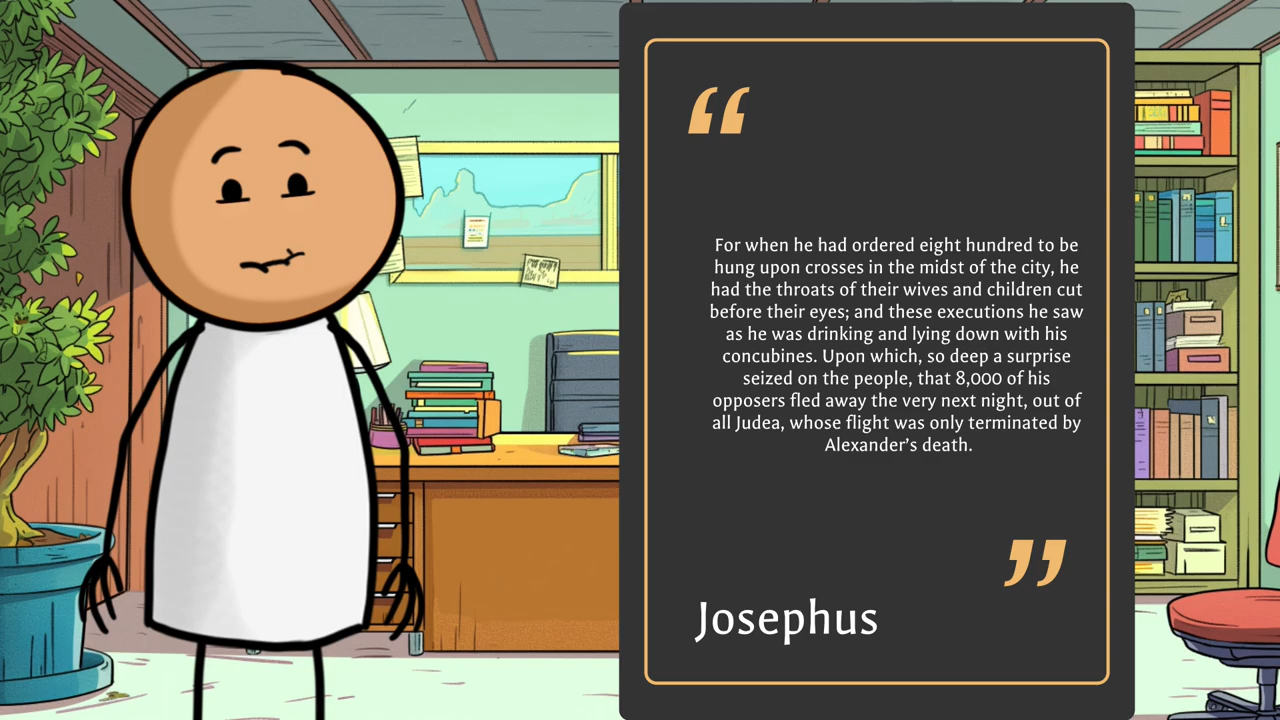 “
For when he had ordered eight hundred to be
hung upon crosses in the midst of the city, he
had the throats of their wives and children cut
before their eyes; and these executions he saw
as he was drinking and lying down with his
concubines. Upon which, so deep a surprise
seized on the people, that 8,000 of his
opposers fled away the very next night, out of
all Judea, whose flight was only terminated by
Alexander’s death.
”
Josephus